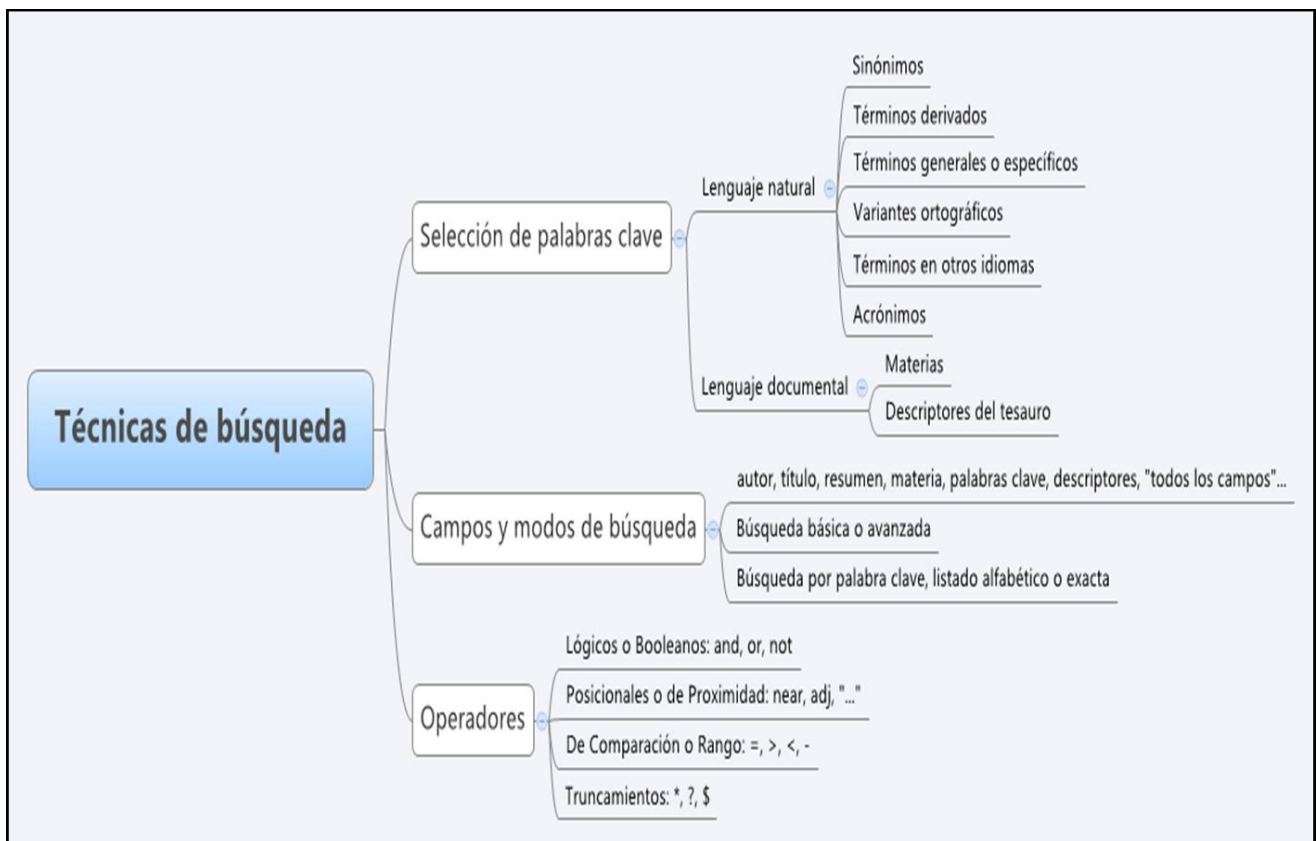 Técnicas de búsqueda
Selección de palabras clave
Lenguaje natural
Sinónimos
Términos derivados
Términos generales o específicos
Variantes ortográficos
Términos en otros idiomas
Acrónimos
Lenguaje documental
Materias
Descriptores del tesauro
Campos y modos de búsqueda
autor, título, resumen, materia, palabras clave, descriptores, "todos los campos"...
Búsqueda básica o avanzada
Búsqueda por palabra clave, listado alfabético o exacta
Operadores
Lógicos o Booleanos: and, or, not
Posicionales o de Proximidad: near, adj, "..."
De Comparación o Rango: =, >, <, -
Truncamientos: *, ?, $